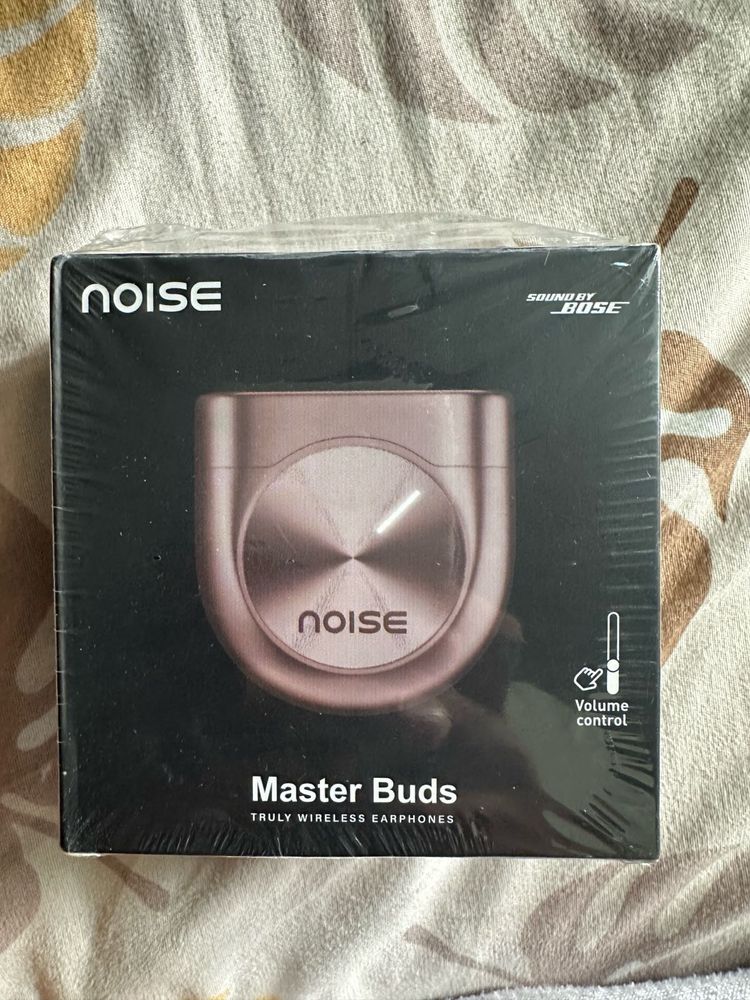 NOISE
SOUND BY
BOSE
NOISE
Volume
control
Master Buds
TRULY WIRELESS EARPHONES